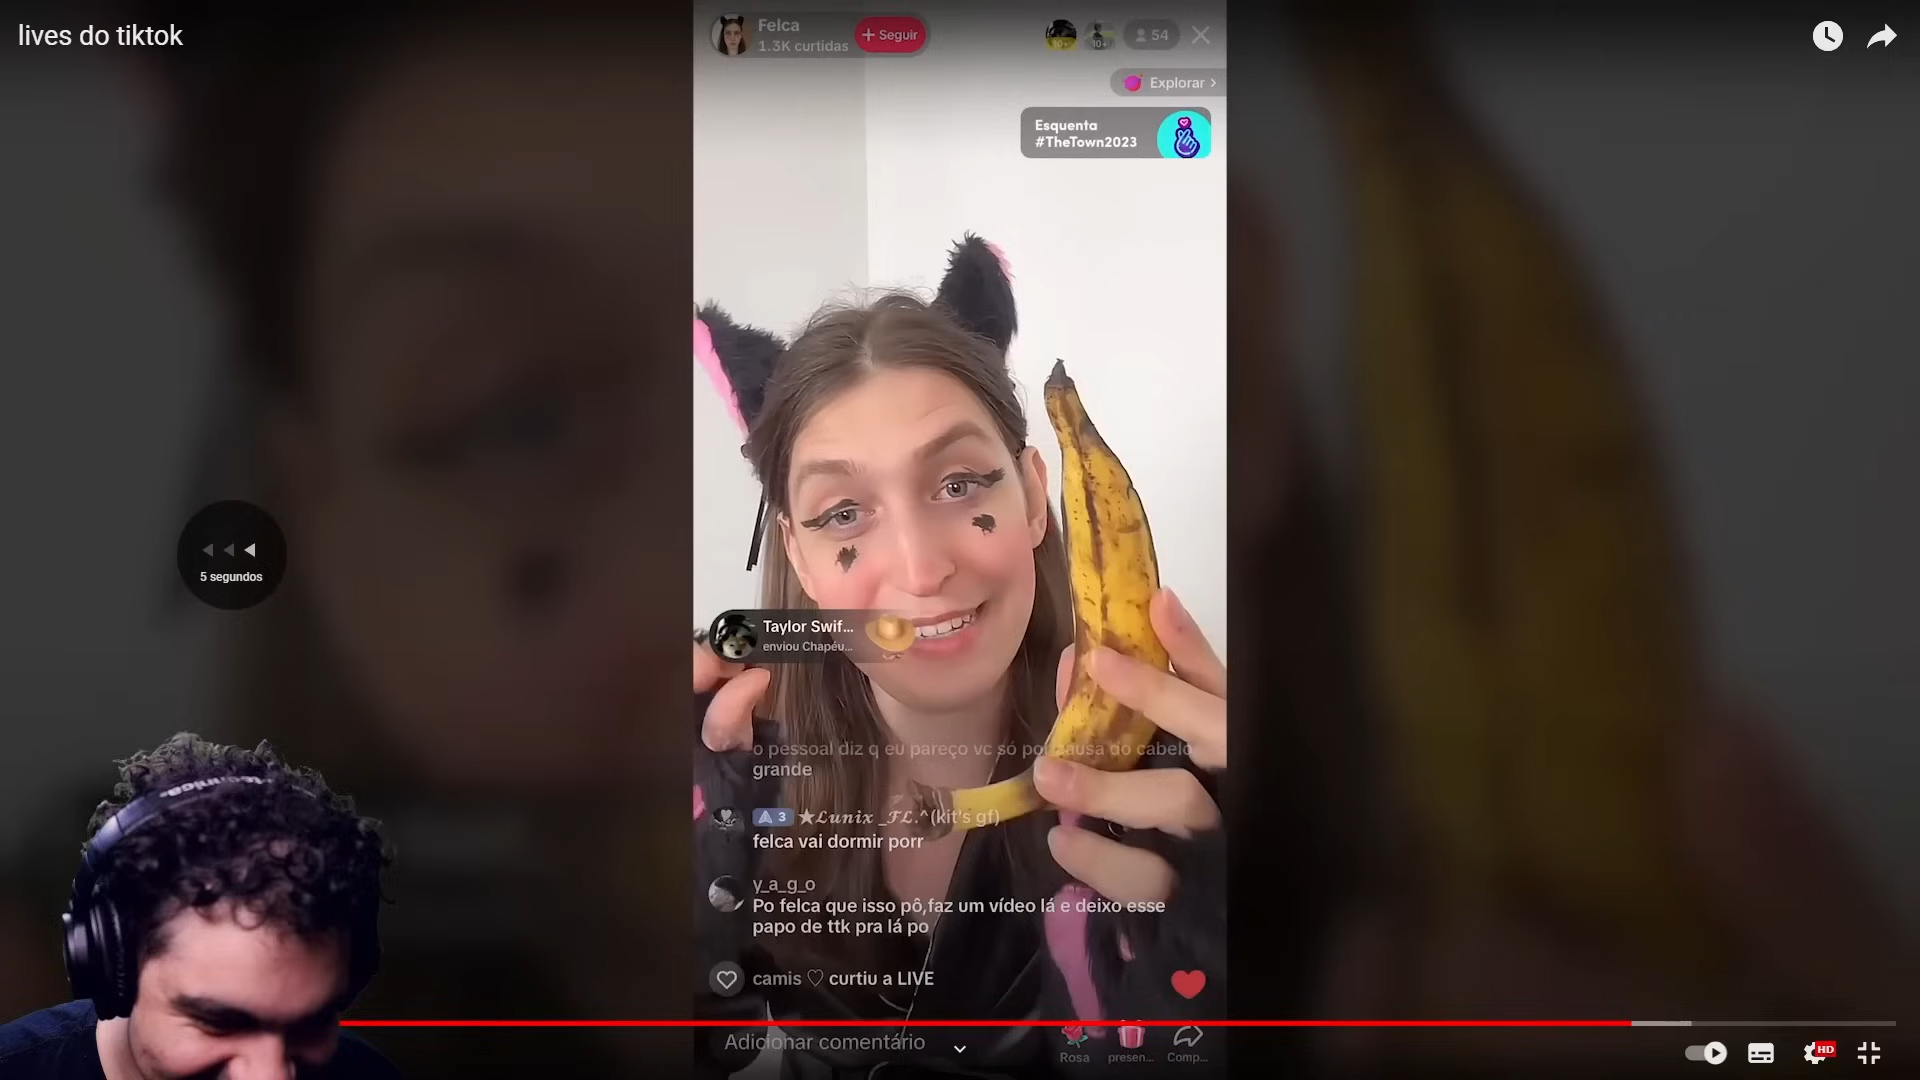 lives do tiktok
Felca
1.3K curtidas
+ Seguir
10+
10+
54
Explorar >
Esquenta
#TheTown2023
5 segundos
Taylor Swif...
enviou Chapéu...
o pessoal diz q eu pareço vc só por causa do cabelo
grande
3 ★𝓛𝓾𝓷𝓲𝔁 _𝓣𝓛.^(kit's gf)
felca vai dormir porr
y_a_g_o
Po felca que isso pô,faz um vídeo lá e deixo esse
papo de ttk pra lá po
camis ♡ curtiu a LIVE
Adicionar comentário
Rosa
presen...
Comp...
HD